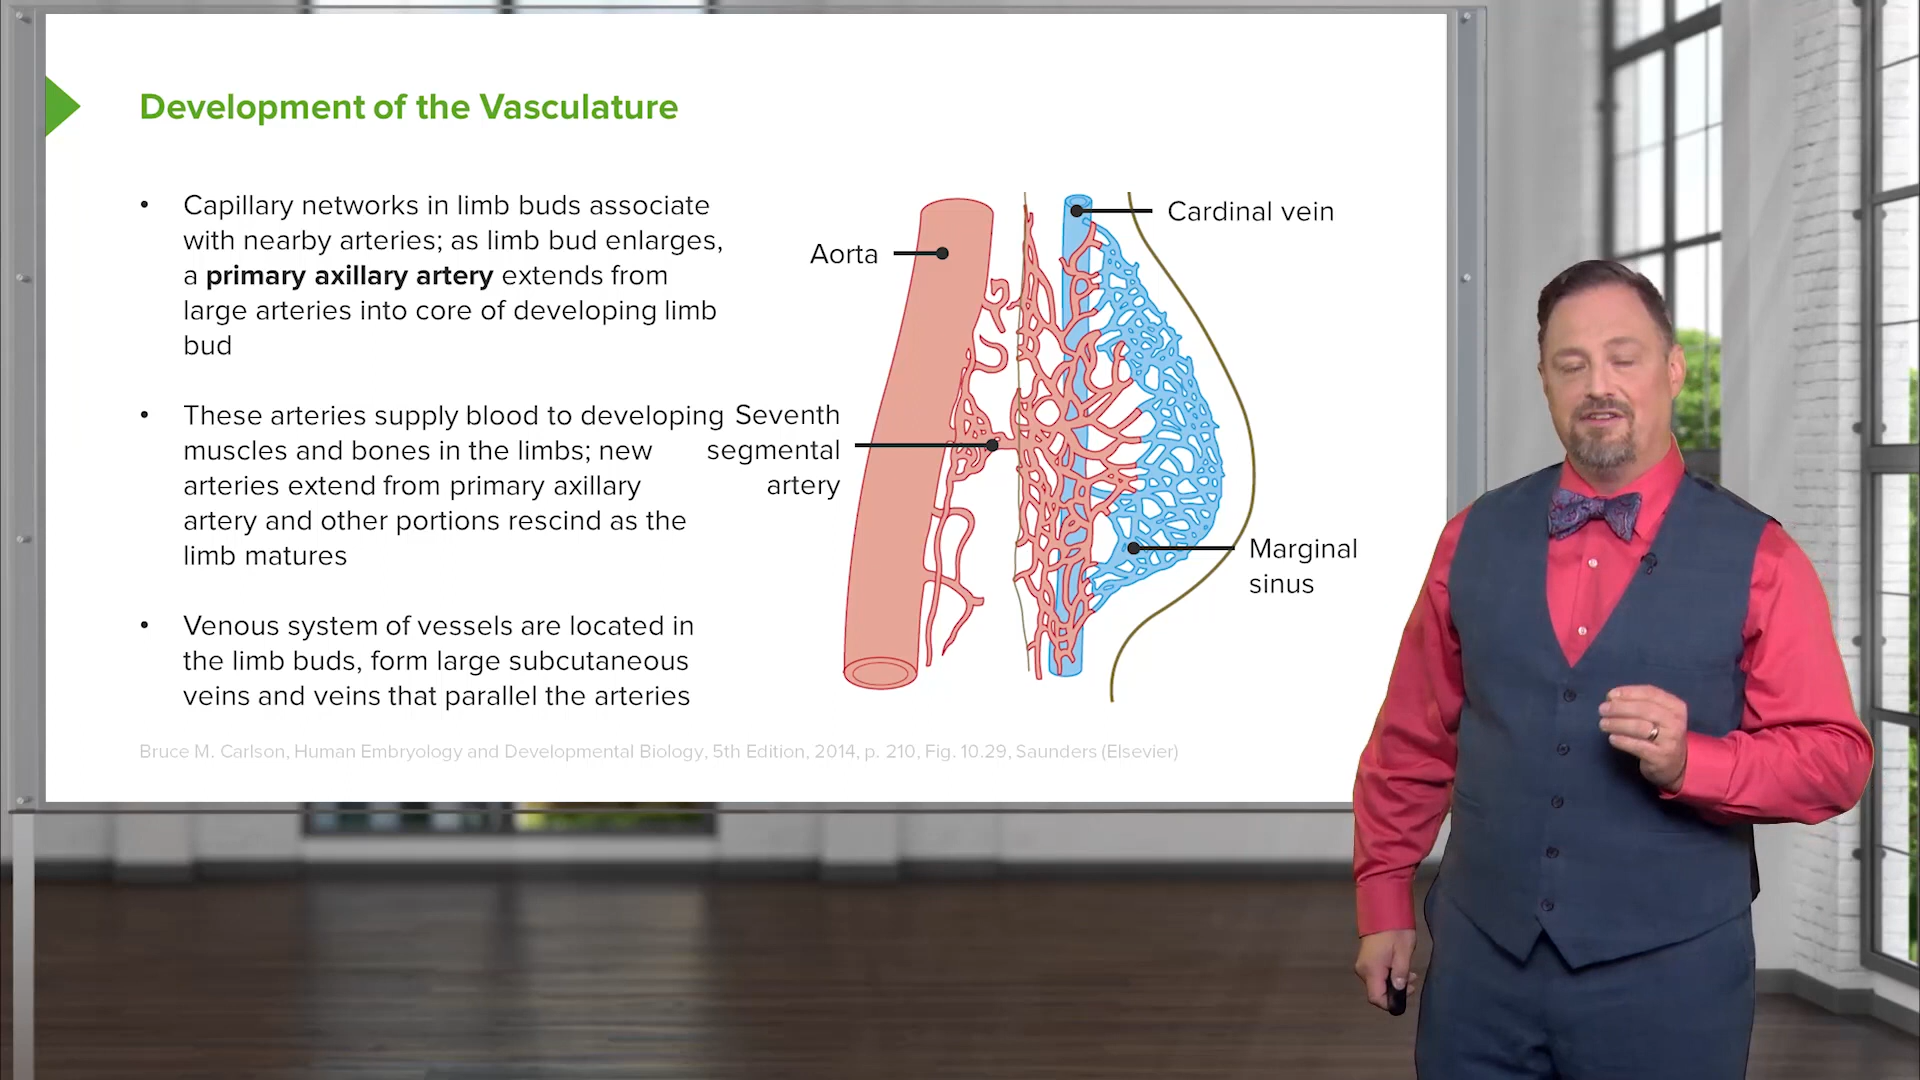 Development of the Vasculature
• Capillary networks in limb buds associate
with nearby arteries; as limb bud enlarges,
a primary axillary artery extends from
large arteries into core of developing limb
bud
• These arteries supply blood to developing
muscles and bones in the limbs; new
arteries extend from primary axillary
artery and other portions rescind as the
limb matures
• Venous system of vessels are located in
the limb buds, form large subcutaneous
veins and veins that parallel the arteries
Aorta
Cardinal vein
Seventh
segmental
artery
Marginal
sinus
Bruce M. Carlson, Human Embryology and Developmental Biology, 5th Edition, 2014, p. 210, Fig. 10.29, Saunders (Elsevier)